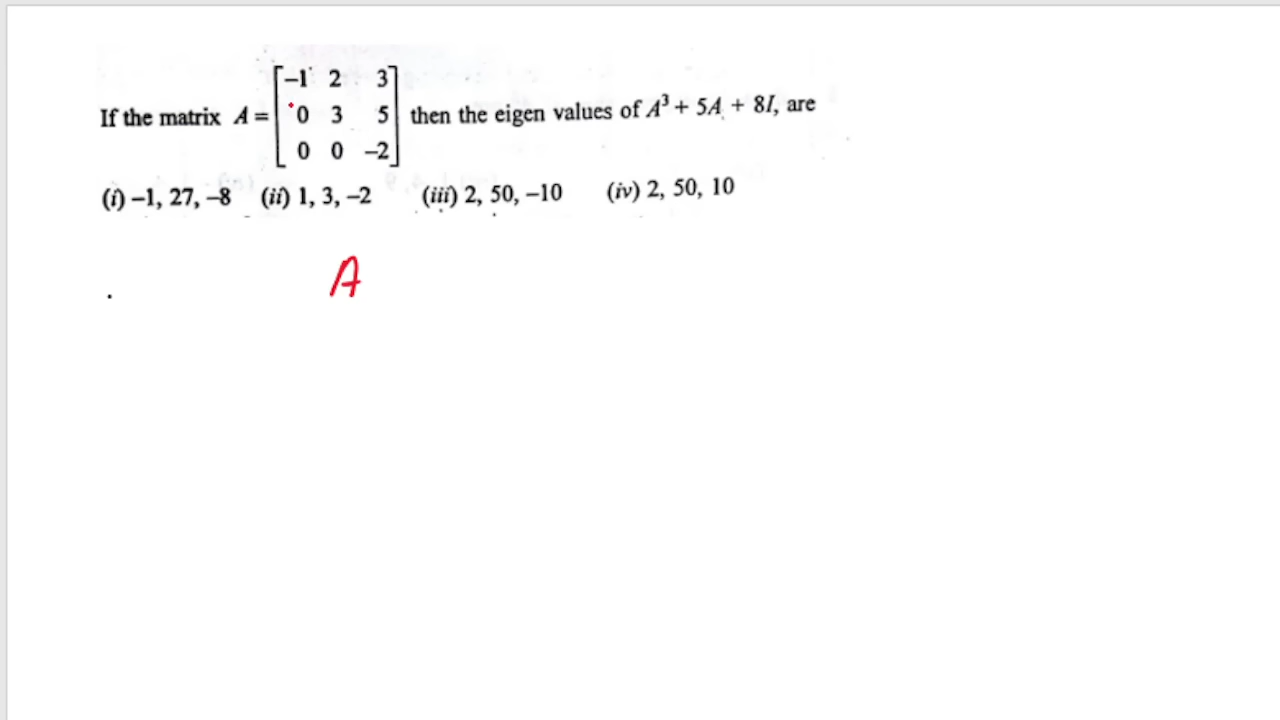 If the matrix A = [−1 2 3
0 3 5
0 0 −2] then the eigen values of A³ + 5A + 8I, are
(i) −1, 27, −8 (ii) 1, 3, −2 (iii) 2, 50, −10 (iv) 2, 50, 10
A